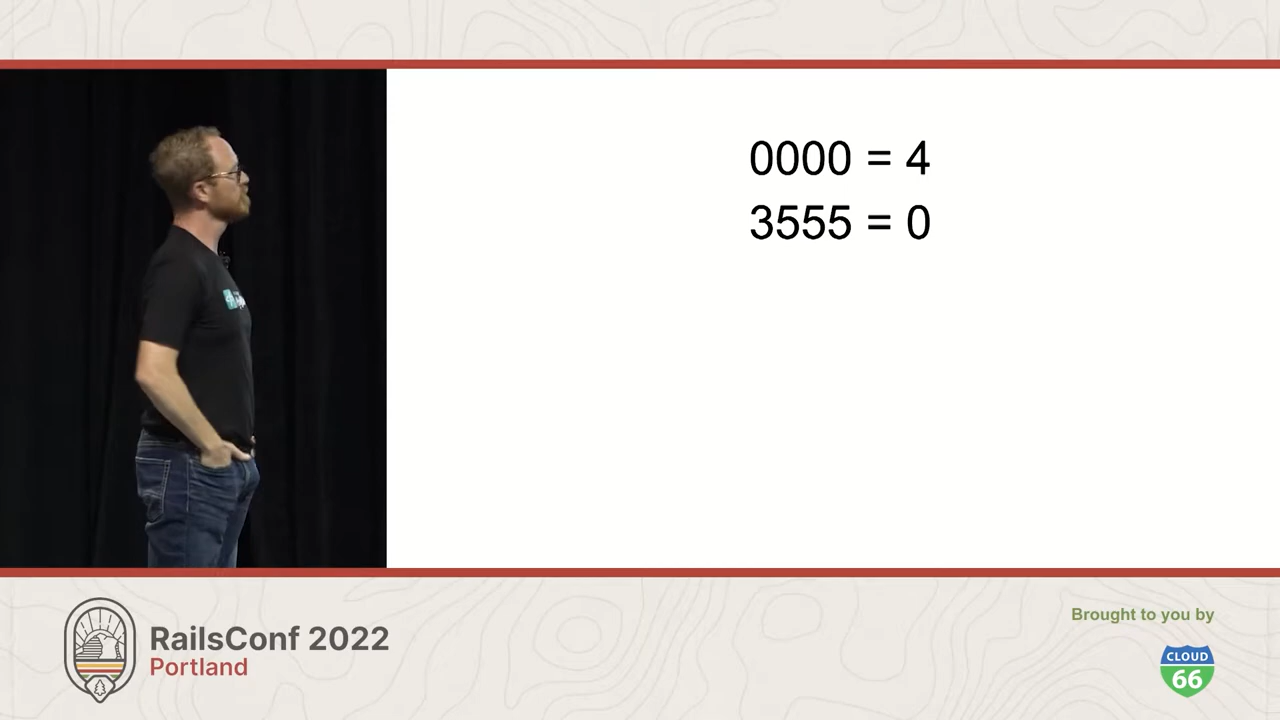 0000 = 4
3555 = 0
RailsConf 2022
Portland
Brought to you by
CLOUD
66